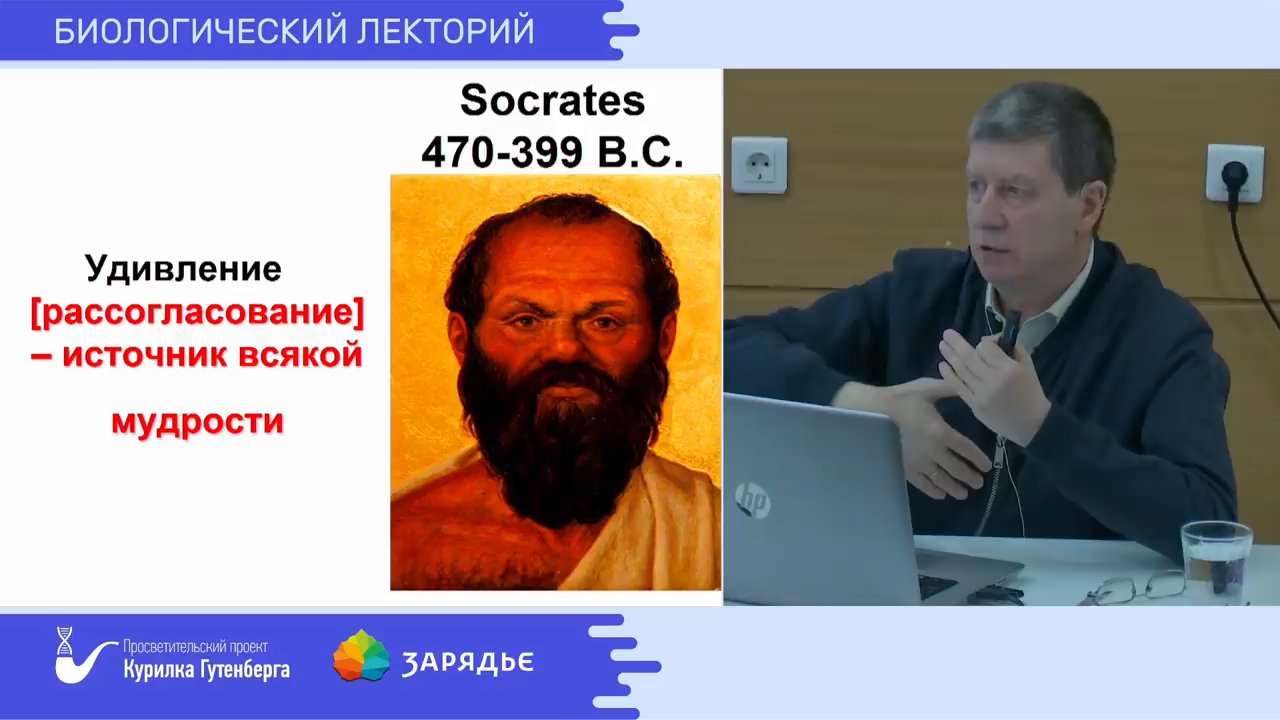 БИОЛОГИЧЕСКИЙ ЛЕКТОРИЙ
Socrates
470-399 B.C.
Удивление
[рассогласование]
– источник всякой
мудрости
hp
Просветительский проект
Курилка Гутенберга
ЗАРЯДЬЕ